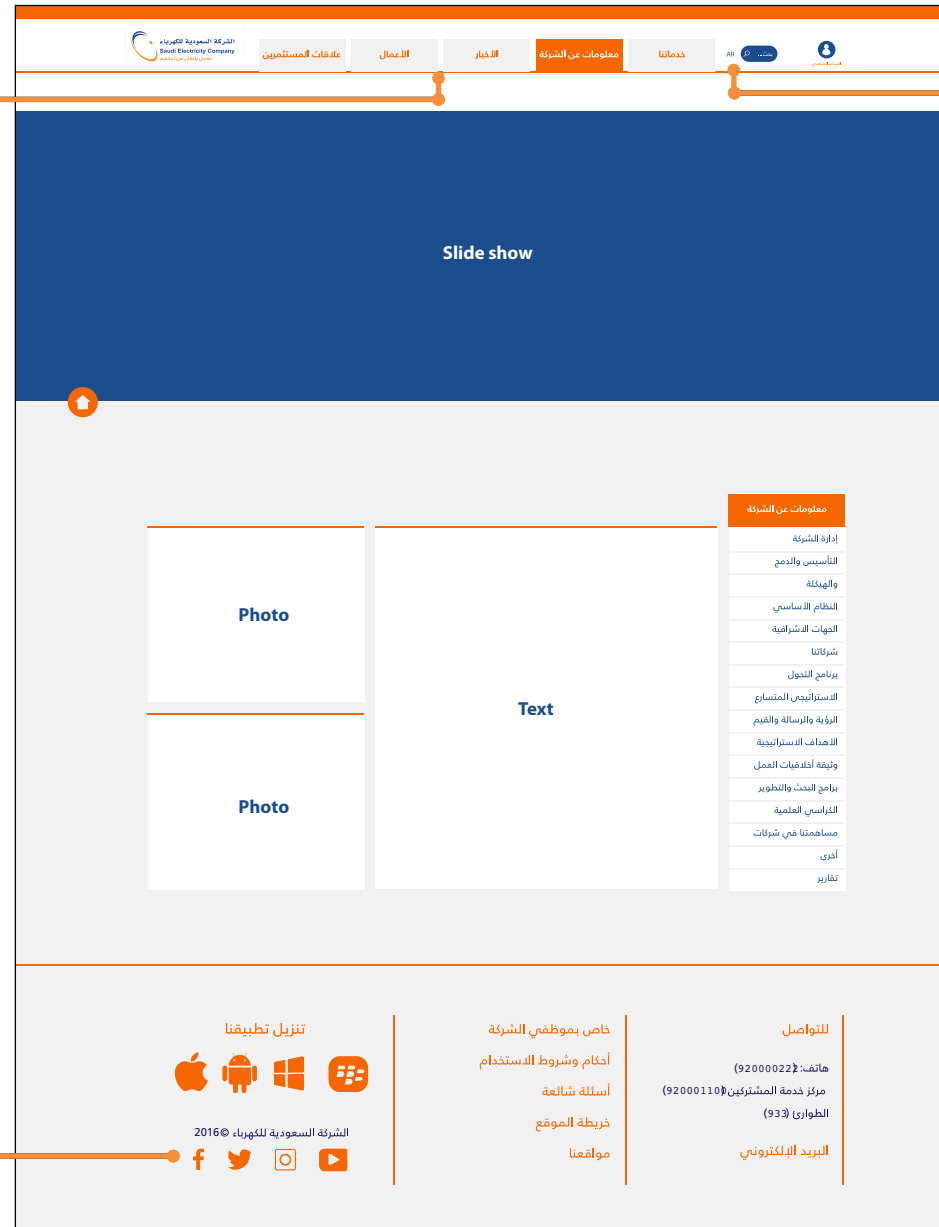 الشركة السعودية للكهرباء
Saudi Electricity Company
خدماتنا
معلومات عن الشركة
الأخبار
الأعمال
علاقات المستثمرين
AR
Slide show
معلومات عن الشركة
إدارة الشركة
التأسيس والدمج
والهيكلة
النظام الأساسي
الجهات الاشرافية
شركاتنا
برنامج التحول
الاستراتيجي المتسارع
الرؤية والرسالة والقيم
الأهداف الاستراتيجية
وثيقة أخلاقيات العمل
برامج البحث والتطوير
الكراسي العلمية
مساهمتنا في شركات
أخرى
تقارير
Text
Photo
Photo
للتواصل
هاتف: (920000222)
مركز خدمة المشتركين (920001100)
الطوارئ (933)
البريد الإلكتروني
خاص بموظفي الشركة
أحكام وشروط الاستخدام
أسئلة شائعة
خريطة الموقع
مواقعنا
تنزيل تطبيقنا
الشركة السعودية للكهرباء ©2016